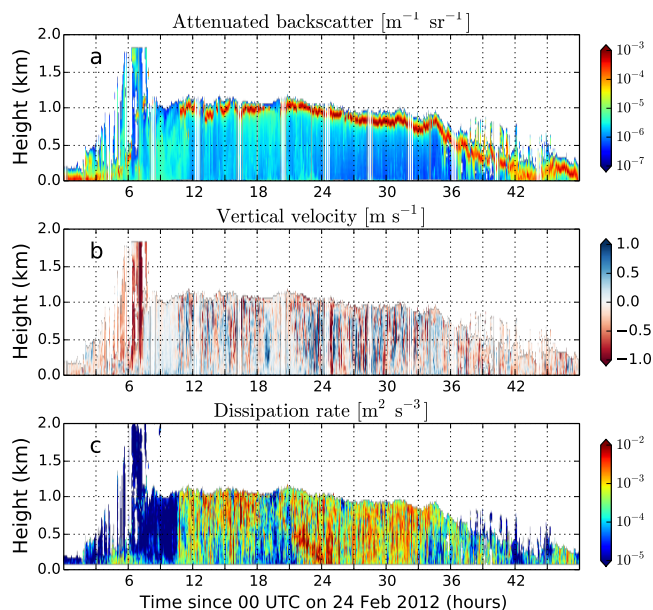 Attenuated backscatter [m⁻¹ sr⁻¹]
a
Height (km)
2.0
1.5
1.0
0.5
0.0
6 12 18 24 30 36 42
10⁻³
10⁻⁴
10⁻⁵
10⁻⁶
10⁻⁷
Vertical velocity [m s⁻¹]
b
Height (km)
2.0
1.5
1.0
0.5
0.0
6 12 18 24 30 36 42
1.0
0.5
0.0
−0.5
−1.0
Dissipation rate [m² s⁻³]
c
Height (km)
2.0
1.5
1.0
0.5
0.0
6 12 18 24 30 36 42
10⁻²
10⁻³
10⁻⁴
10⁻⁵
Time since 00 UTC on 24 Feb 2012 (hours)